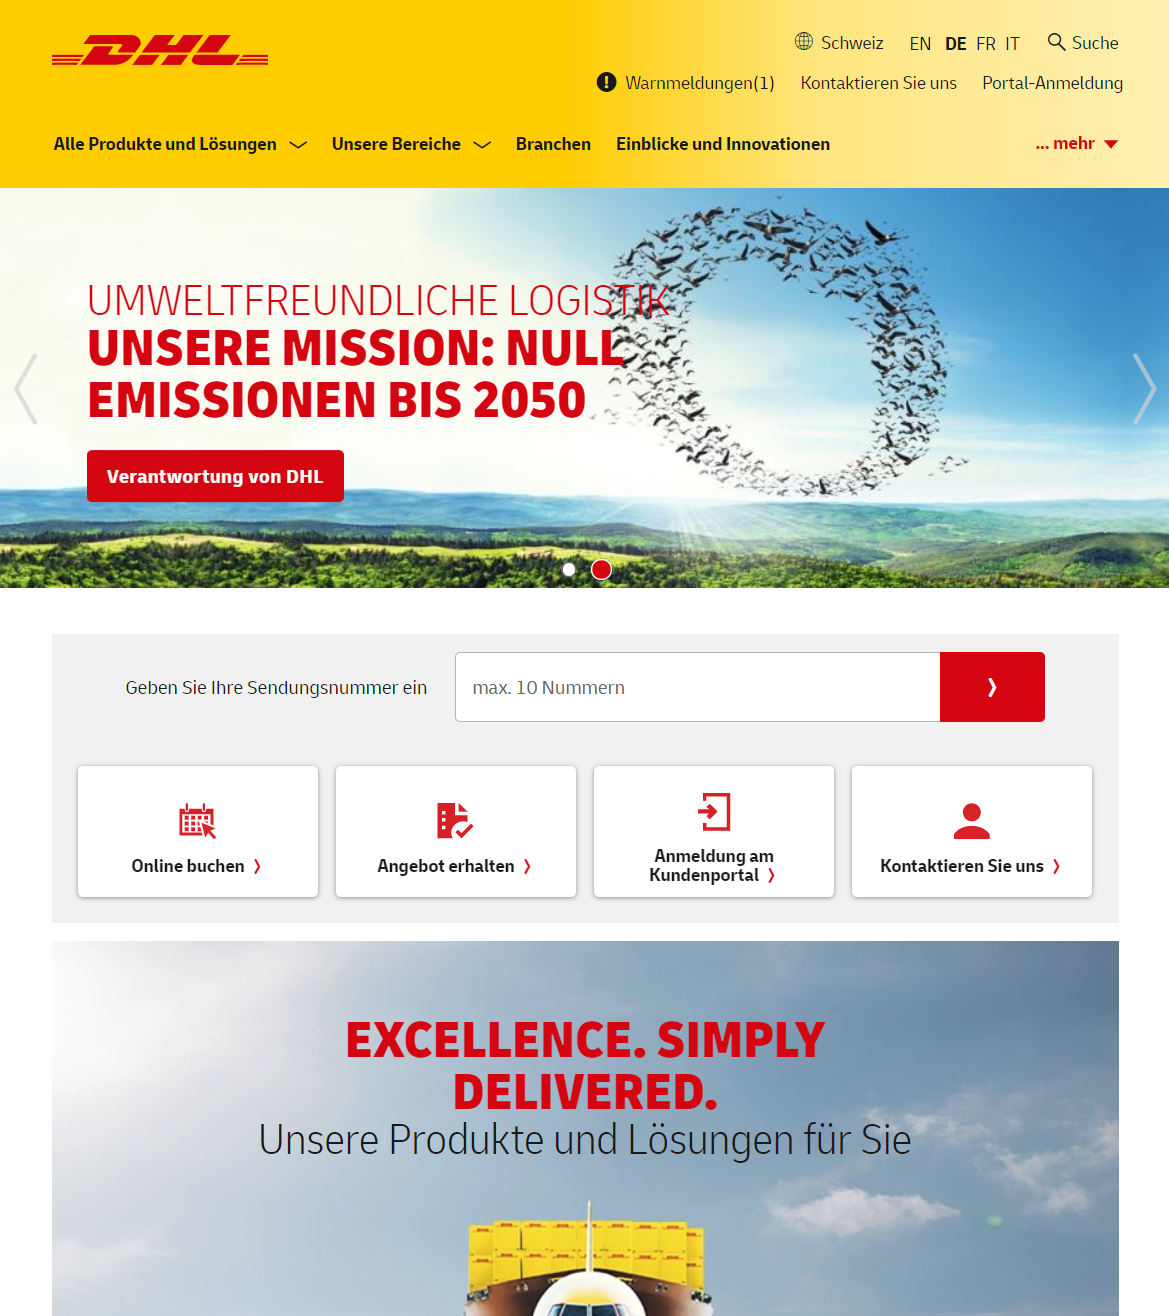 DHL
Schweiz EN DE FR IT Suche
Warnmeldungen(1) Kontaktieren Sie uns Portal-Anmeldung
Alle Produkte und Lösungen Unsere Bereiche Branchen Einblicke und Innovationen ... mehr
UMWELTFREUNDLICHE LOGISTIK
UNSERE MISSION: NULL
EMISSIONEN BIS 2050
Verantwortung von DHL
Geben Sie Ihre Sendungsnummer ein max. 10 Nummern
Online buchen
Angebot erhalten
Anmeldung am
Kundenportal
Kontaktieren Sie uns
EXCELLENCE. SIMPLY
DELIVERED.
Unsere Produkte und Lösungen für Sie